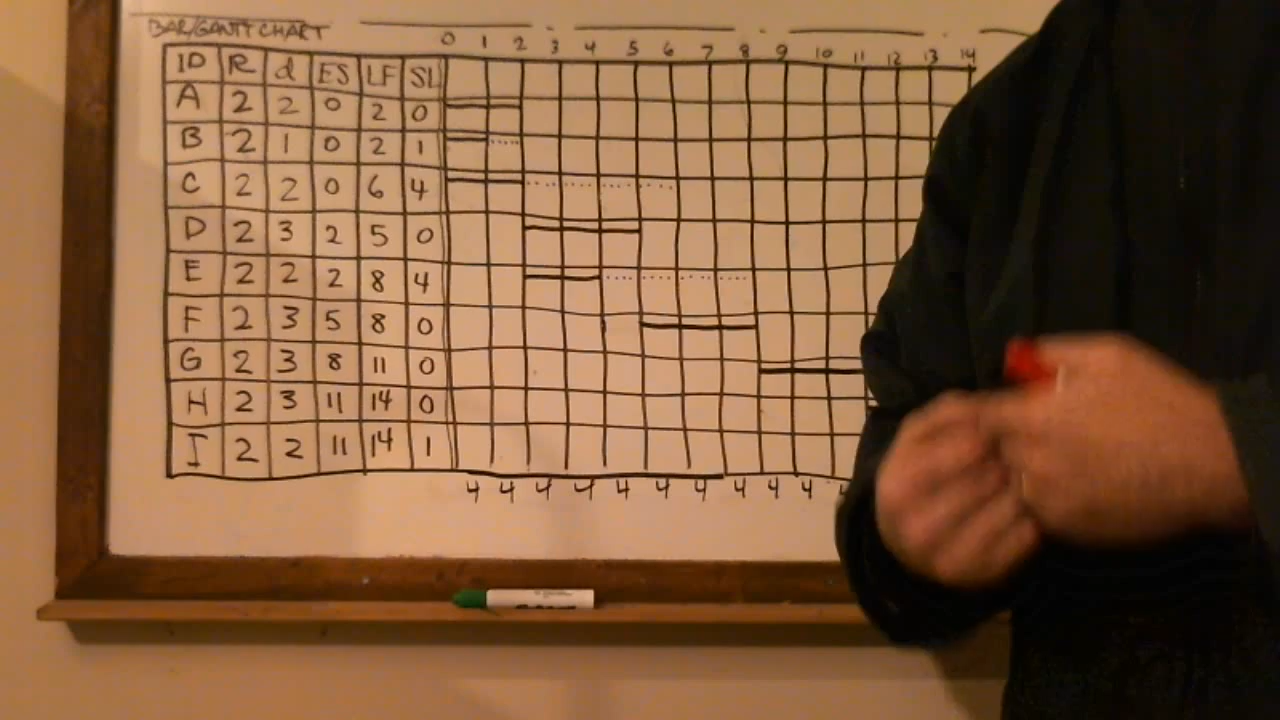 BAR/GANTT CHART
0 1 2 3 4 5 6 7 8 9 10 11 12 13 14
ID R d ES LF SL
A 2 2 0 2 0
B 2 1 0 2 1
C 2 2 0 6 4
D 2 3 2 5 0
E 2 2 2 8 4
F 2 3 5 8 0
G 2 3 8 11 0
H 2 3 11 14 0
I 2 2 11 14 1
4 4 4 4 4 4 4 4 4 4